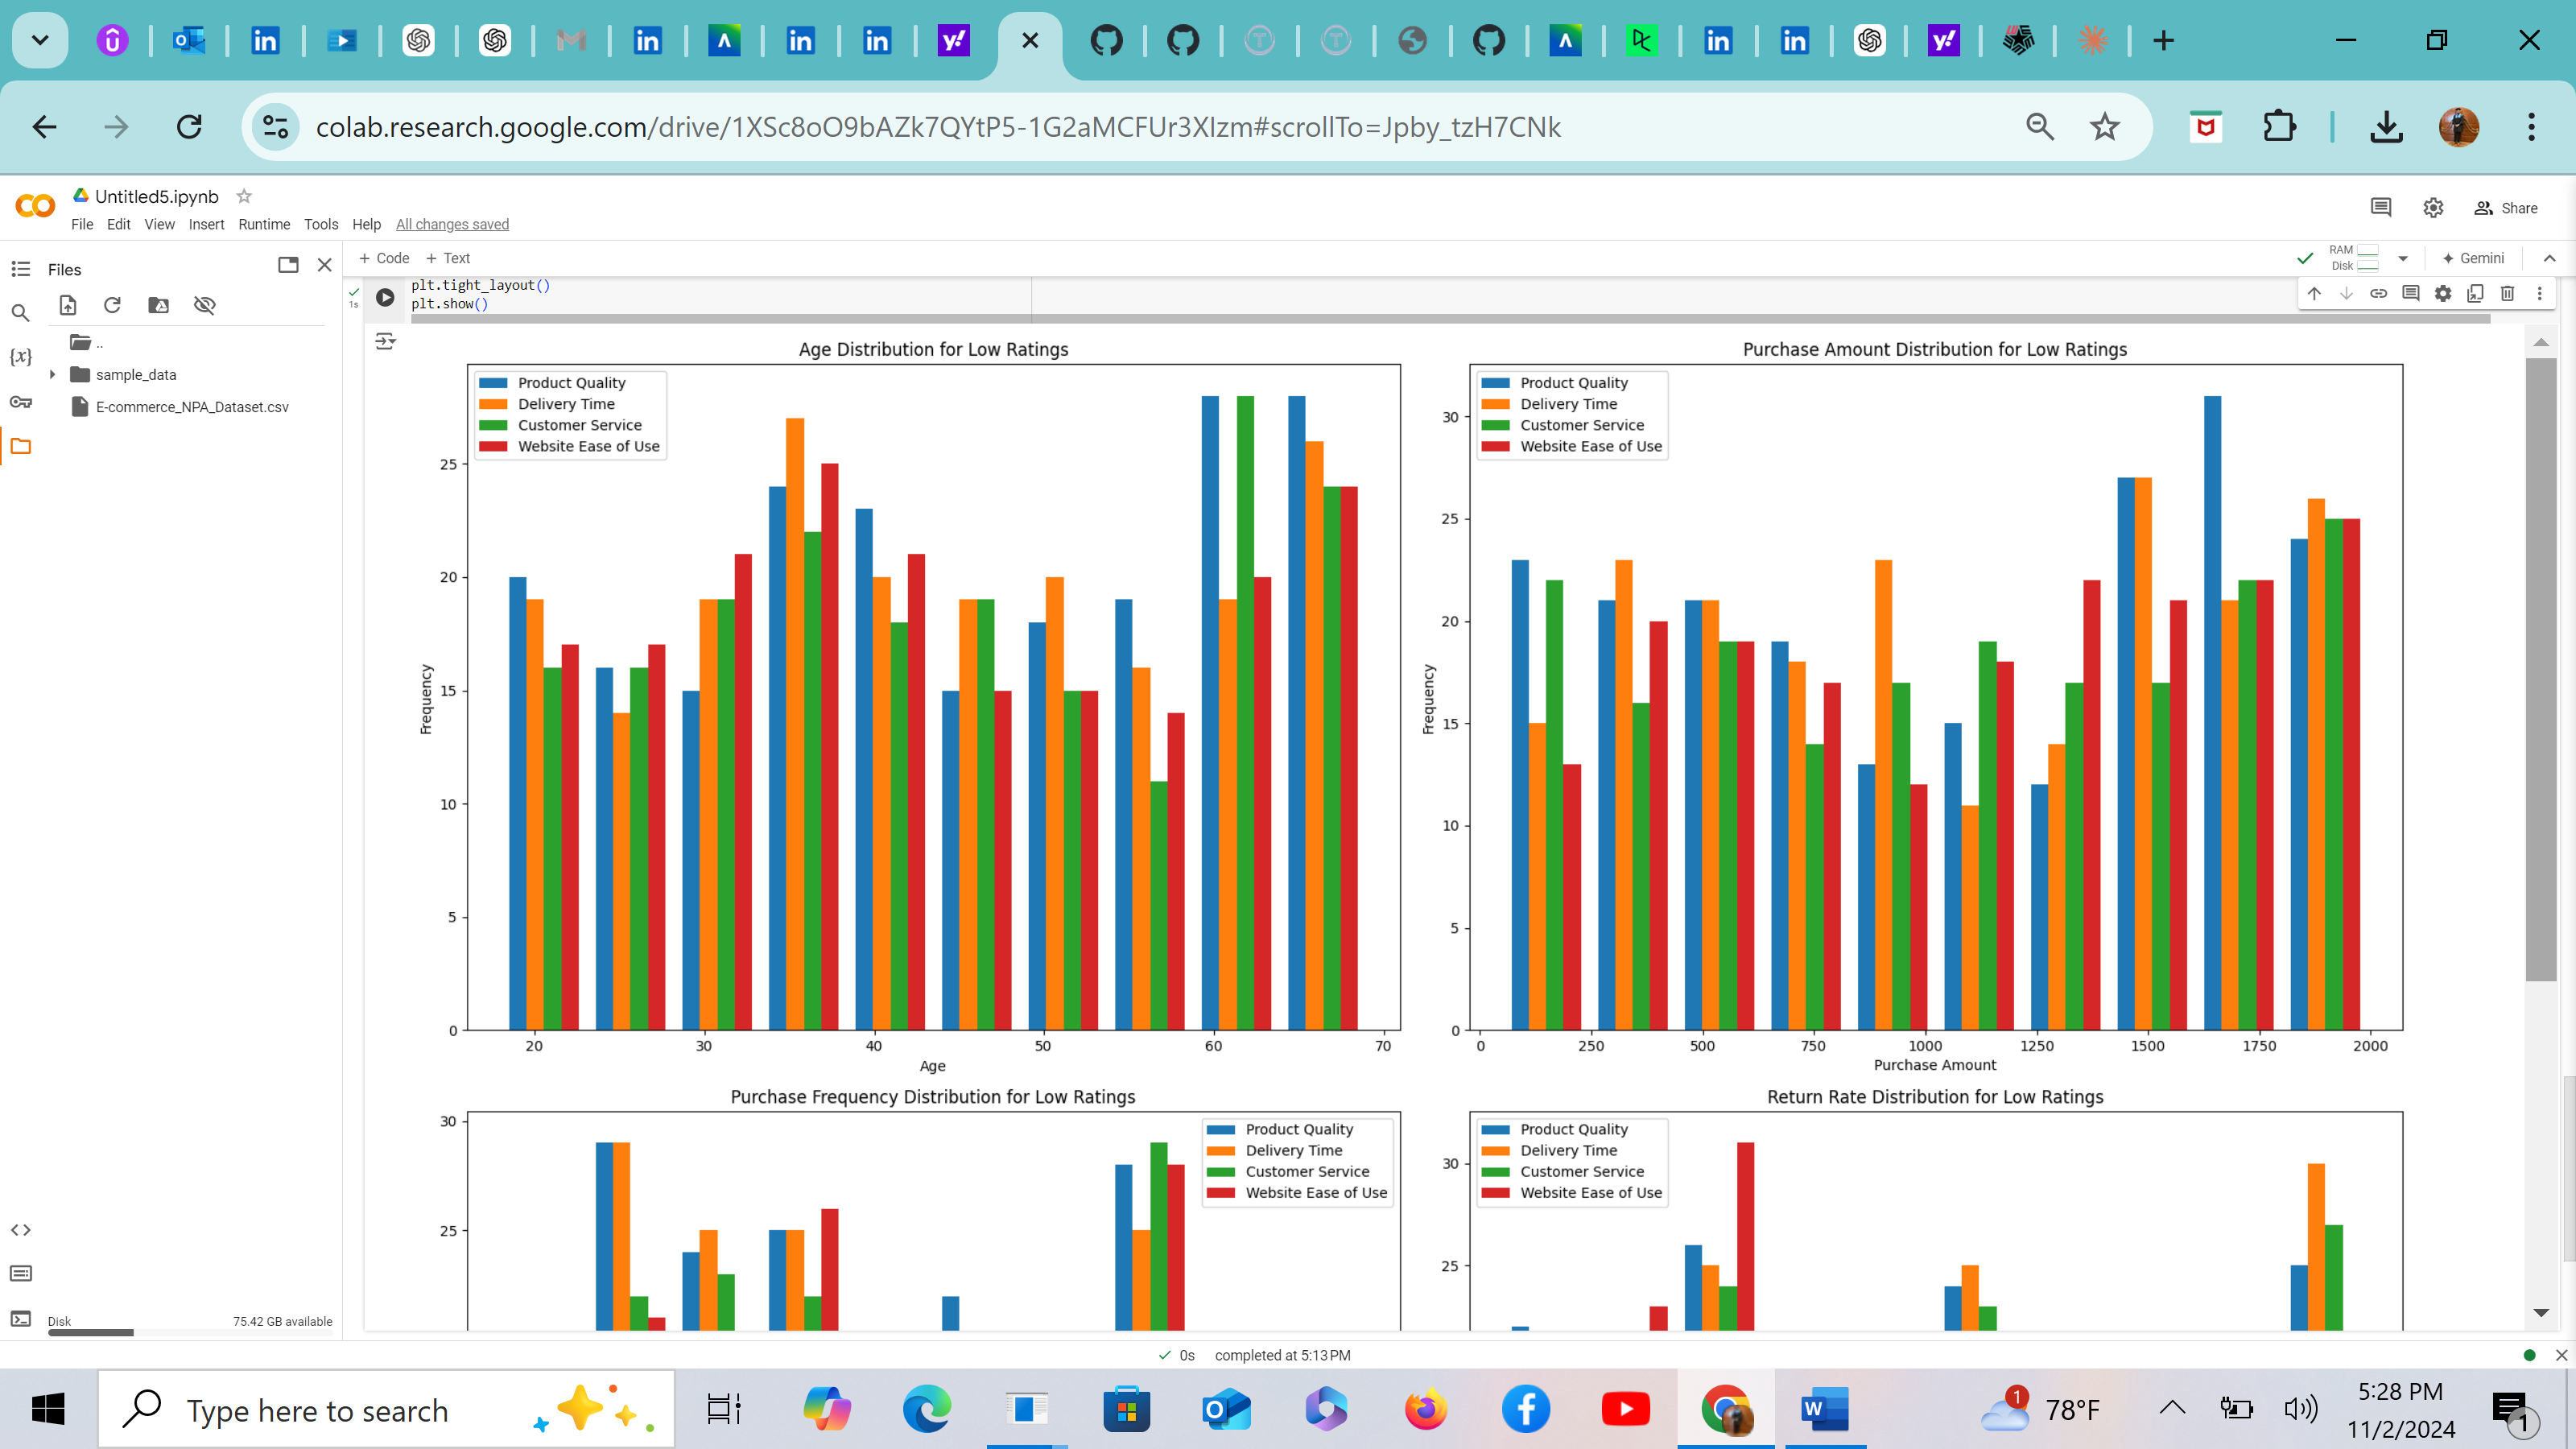 colab.research.google.com/drive/1XSc8oO9bAZk7QYtP5-1G2aMCFUr3XIzm#scrollTo=Jpby_tzH7CNk
Untitled5.ipynb
File Edit View Insert Runtime Tools Help All changes saved
Share
Files
+ Code + Text
RAM
Disk
Gemini
..
sample_data
E-commerce_NPA_Dataset.csv
Disk
75.42 GB available
1s
plt.tight_layout()
plt.show()
Age Distribution for Low Ratings
Product Quality
Delivery Time
Customer Service
Website Ease of Use
25
20
15
10
5
0
Frequency
20 30 40 50 60 70
Age
Purchase Amount Distribution for Low Ratings
Product Quality
Delivery Time
Customer Service
Website Ease of Use
30
25
20
15
10
5
0
Frequency
0 250 500 750 1000 1250 1500 1750 2000
Purchase Amount
Purchase Frequency Distribution for Low Ratings
Product Quality
Delivery Time
Customer Service
Website Ease of Use
30
25
Return Rate Distribution for Low Ratings
Product Quality
Delivery Time
Customer Service
Website Ease of Use
30
25
0s completed at 5:13 PM
Type here to search
1
78°F
5:28 PM
11/2/2024
1